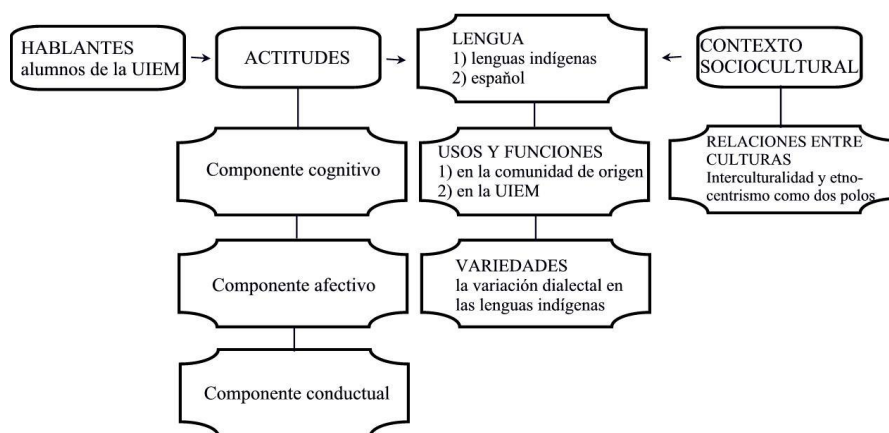 HABLANTES
alumnos de la UIEM
ACTITUDES
LENGUA
1) lenguas indígenas
2) español
CONTEXTO
SOCIOCULTURAL
Componente cognitivo
USOS Y FUNCIONES
1) en la comunidad de origen
2) en la UIEM
RELACIONES ENTRE
CULTURAS
Interculturalidad y etno-
centrismo como dos polos
Componente afectivo
VARIEDADES
la variación dialectal en
las lenguas indígenas
Componente conductual